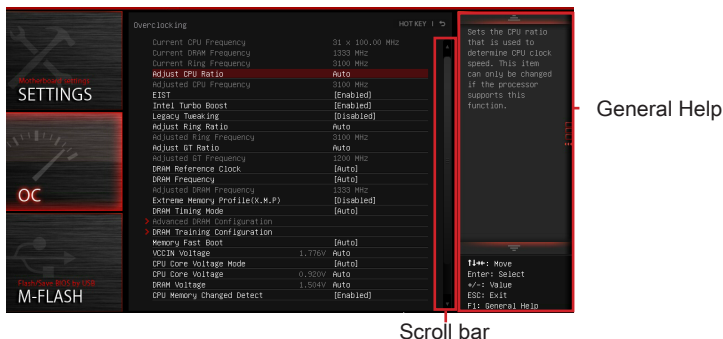 Overclocking HOT KEY |
Current CPU Frequency 31 x 100.00 MHz
Current DRAM Frequency 1333 MHz
Current Ring Frequency 3100 MHz
Adjust CPU Ratio Auto
Adjusted CPU Frequency 3100 MHz
EIST [Enabled]
Intel Turbo Boost [Enabled]
Legacy Tweaking [Disabled]
Adjust Ring Ratio Auto
Adjusted Ring Frequency 3100 MHz
Adjust GT Ratio Auto
Adjusted GT Frequency 1200 MHz
DRAM Reference Clock [Auto]
DRAM Frequency [Auto]
Adjusted DRAM Frequency 1333 MHz
Extreme Memory Profile(X.M.P) [Disabled]
DRAM Timing Mode [Auto]
> Advanced DRAM Configuration
> DRAM Training Configuration
Memory Fast Boot [Auto]
VCCIN Voltage 1.776V Auto
CPU Core Voltage Mode [Auto]
CPU Core Voltage 0.920V Auto
DRAM Voltage 1.504V Auto
CPU Memory Changed Detect [Enabled]
Motherboard settings
SETTINGS
OC
Flash/Save BIOS by USB
M-FLASH
Sets the CPU ratio
that is used to
determine CPU clock
speed. This item
can only be changed
if the processor
supports this
function.
↑↓→←: Move
Enter: Select
+/-: Value
ESC: Exit
F1: General Help
General Help
Scroll bar